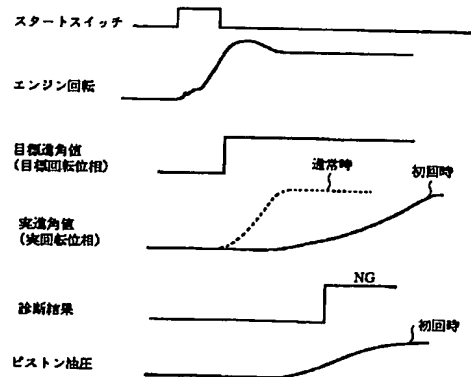 スタートスイッチ
エンジン回転
目標進角値
(目標回転位相)
通常時
初回時
実進角値
(実回転位相)
NG
診断結果
初回時
ピストン油圧